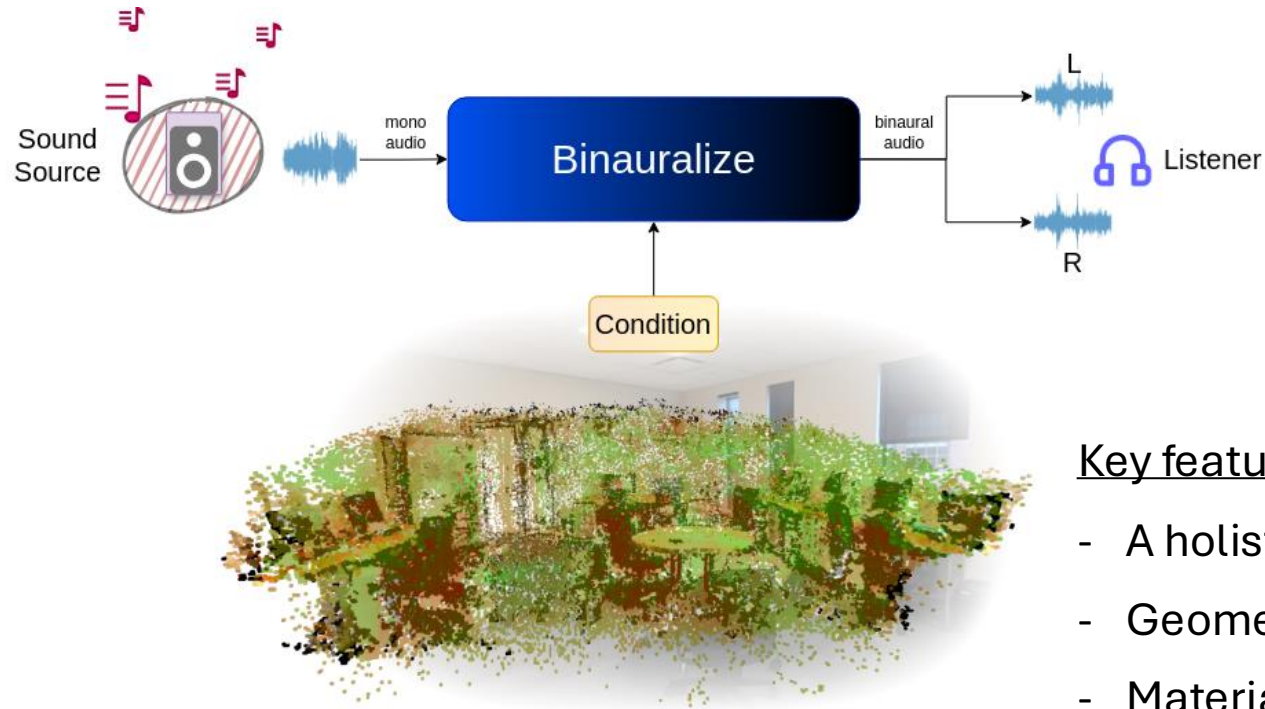 Sound
Source
mono
audio
Binauralize
binaural
audio
L
R
Listener
Condition
Key featu
- A holist
- Geome
- Materia